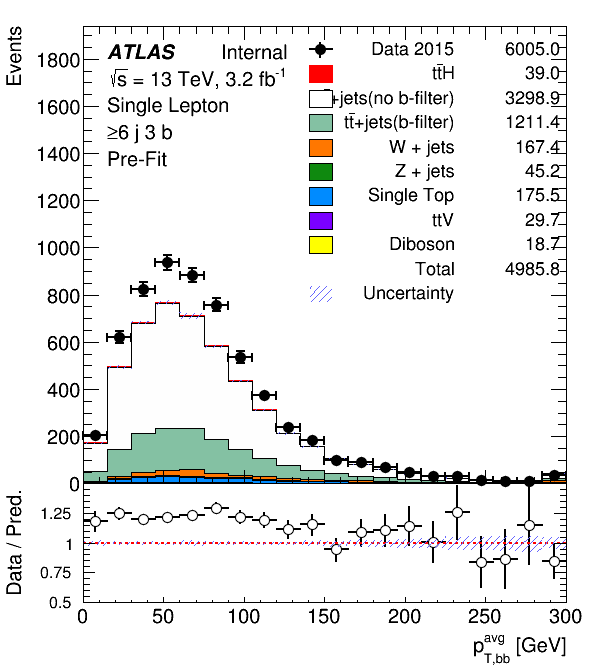 Events
1800
1600
1400
1200
1000
800
600
400
200
0
ATLAS Internal
√s = 13 TeV, 3.2 fb⁻¹
Single Lepton
≥6 j 3 b
Pre-Fit
Data 2015 6005.0
tt̄H 39.0
+jets(no b-filter) 3298.9
tt̄+jets(b-filter) 1211.4
W + jets 167.4
Z + jets 45.2
Single Top 175.5
ttV 29.7
Diboson 18.7
Total 4985.8
Uncertainty
Data / Pred.
1.25
1
0.75
0.5
0 50 100 150 200 250 300
p_{T,bb}^{avg} [GeV]